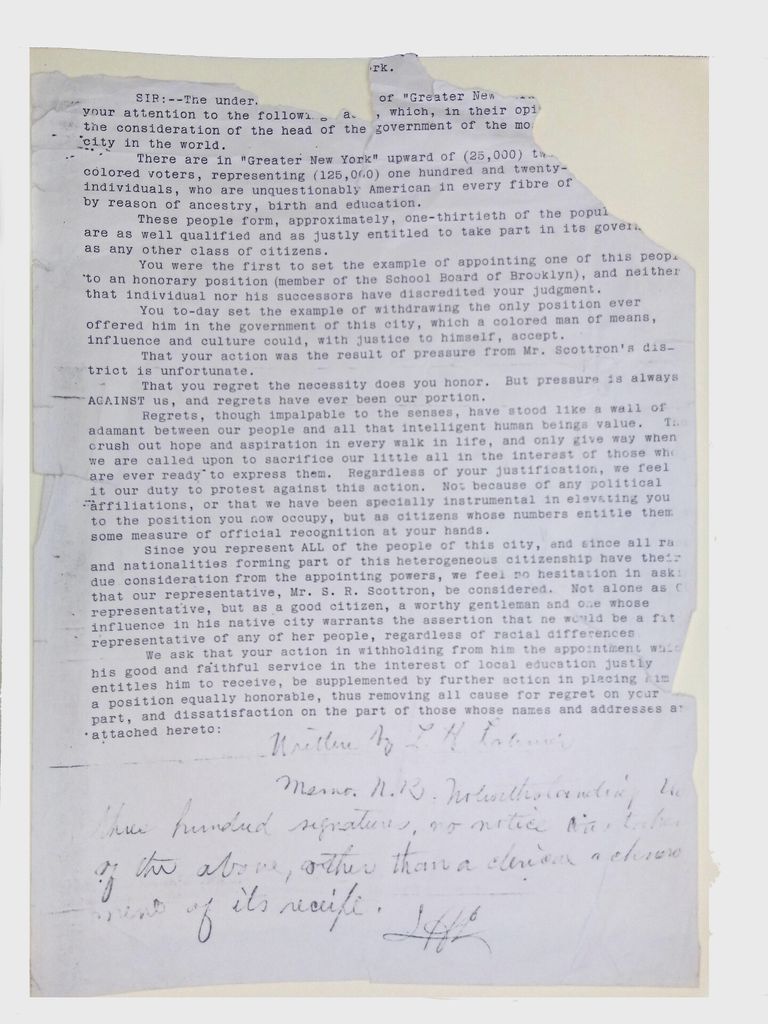 rk.
SIR:--The under. of "Greater New
your attention to the following a , which, in their opi
the consideration of the head of the government of the mo
city in the world.
There are in "Greater New York" upward of (25,000) tw
colored voters, representing (125,000) one hundred and twenty-
individuals, who are unquestionably American in every fibre of
by reason of ancestry, birth and education.
These people form, approximately, one-thirtieth of the popul
are as well qualified and as justly entitled to take part in its govern
as any other class of citizens.
You were the first to set the example of appointing one of this peopl
to an honorary position (member of the School Board of Brooklyn), and neither
that individual nor his successors have discredited your judgment.
You to-day set the example of withdrawing the only position ever
offered him in the government of this city, which a colored man of means,
influence and culture could, with justice to himself, accept.
That your action was the result of pressure from Mr. Scottron's dis-
trict is unfortunate.
That you regret the necessity does you honor. But pressure is always
AGAINST us, and regrets have ever been our portion.
Regrets, though impalpable to the senses, have stood like a wall of
adamant between our people and all that intelligent human beings value. Th
crush out hope and aspiration in every walk in life, and only give way when
we are called upon to sacrifice our little all in the interest of those who
are ever ready to express them. Regardless of your justification, we feel
it our duty to protest against this action. Not because of any political
affiliations, or that we have been specially instrumental in elevating you
to the position you now occupy, but as citizens whose numbers entitle them
some measure of official recognition at your hands.
Since you represent ALL of the people of this city, and since all ra
and nationalities forming part of this heterogeneous citizenship have their
due consideration from the appointing powers, we feel no hesitation in aski
that our representative, Mr. S. R. Scottron, be considered. Not alone as
representative, but as a good citizen, a worthy gentleman and one whose
influence in his native city warrants the assertion that he would be a fit
representative of any of her people, regardless of racial differences
We ask that your action in withholding from him the appointment whic
his good and faithful service in the interest of local education justly
entitles him to receive, be supplemented by further action in placing him
a position equally honorable, thus removing all cause for regret on your
part, and dissatisfaction on the part of those whose names and addresses a
attached hereto:
Written by L H
Memo. N.B. Notwithstanding
three hundred signatures, no notice was taken
of the above, other than a clerical acknow
ment of its receipt.